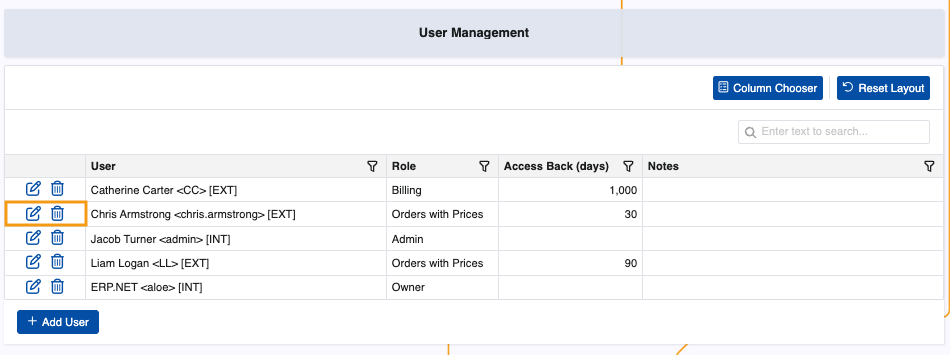 User Management
Column Chooser Reset Layout
Enter text to search...
User Role Access Back (days) Notes
Catherine Carter <CC> [EXT] Billing 1,000
Chris Armstrong <chris.armstrong> [EXT] Orders with Prices 30
Jacob Turner <admin> [INT] Admin
Liam Logan <LL> [EXT] Orders with Prices 90
ERP.NET <aloe> [INT] Owner
+ Add User